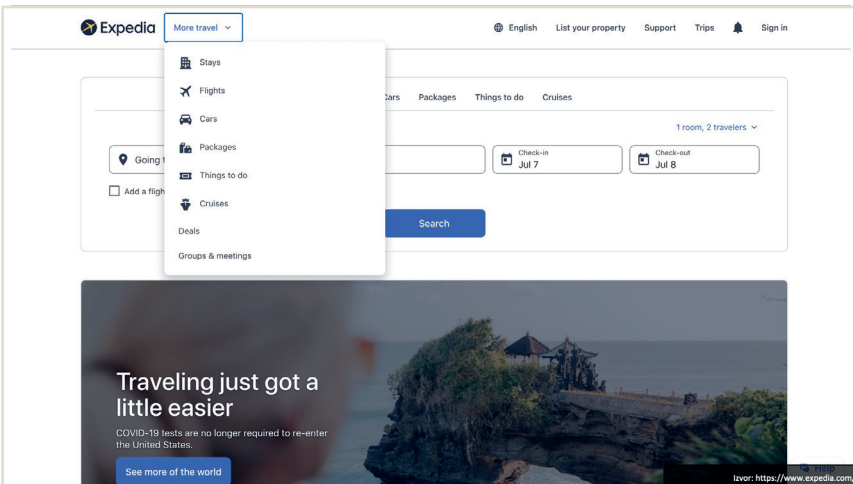 Expedia
More travel
English
List your property
Support
Trips
Sign in
Stays
Flights
Cars
Packages
Things to do
Cruises
Deals
Groups & meetings
Cars
Packages
Things to do
Cruises
1 room, 2 travelers
Going
Check-in
Jul 7
Check-out
Jul 8
Add a fligh
Search
Traveling just got a
little easier
COVID-19 tests are no longer required to re-enter
the United States.
See more of the world
Help
Izvor: https://www.expedia.com/